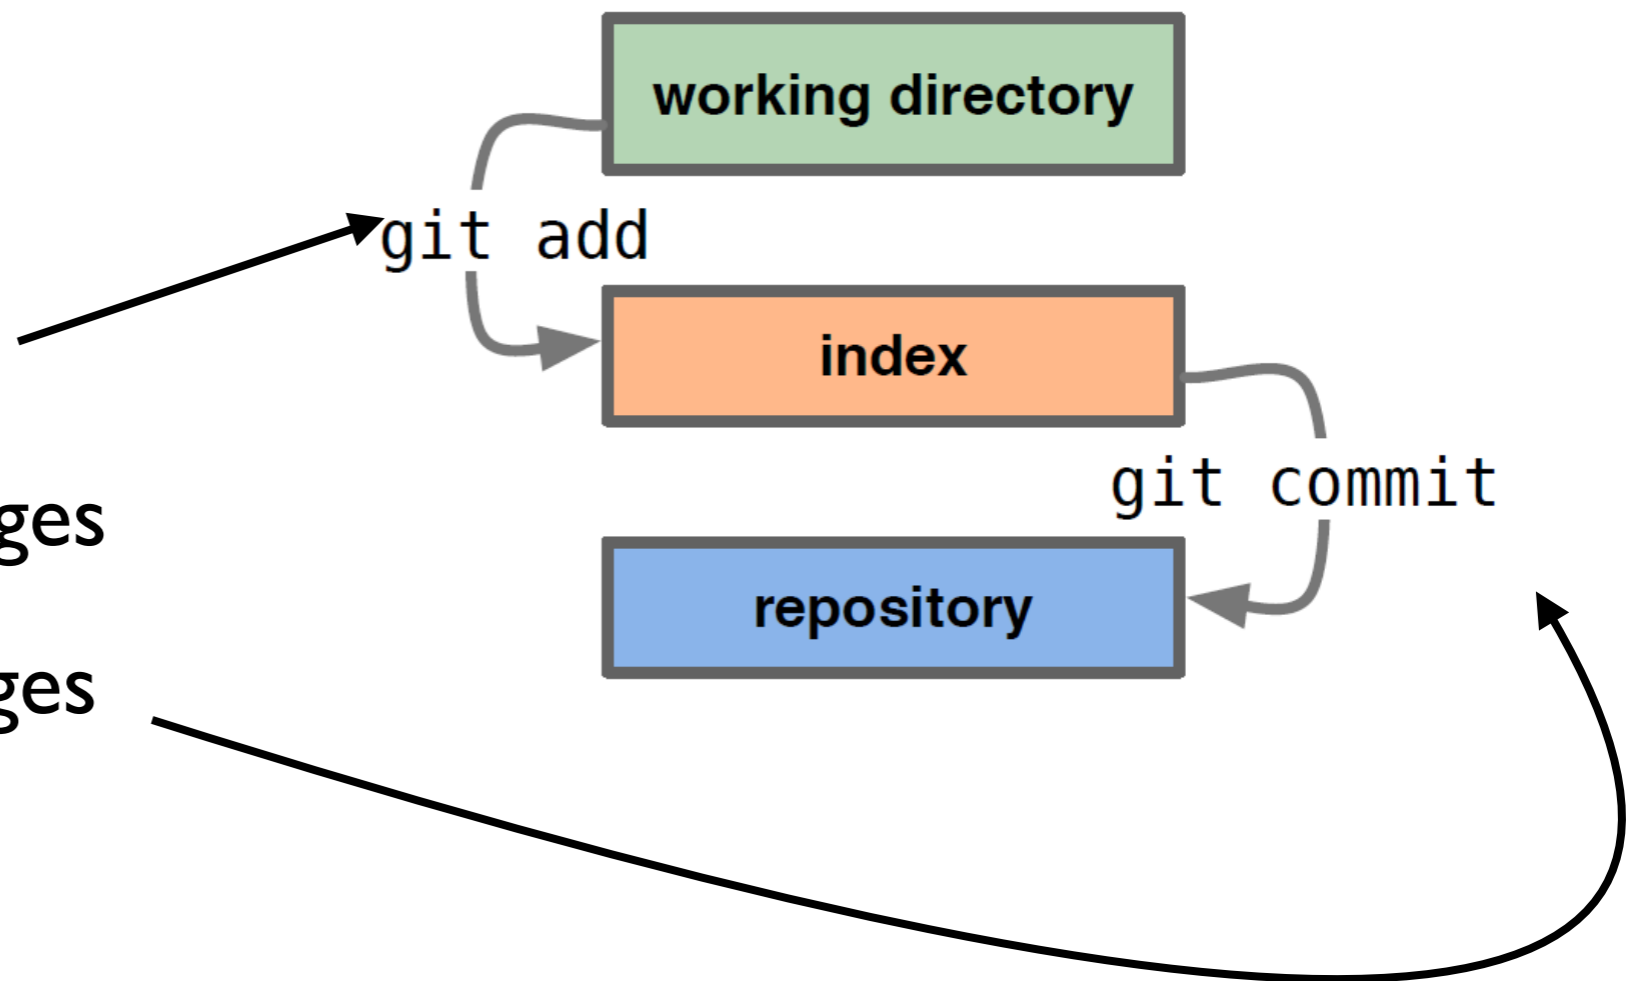 working directory
git add
index
git commit
ges
repository
ges